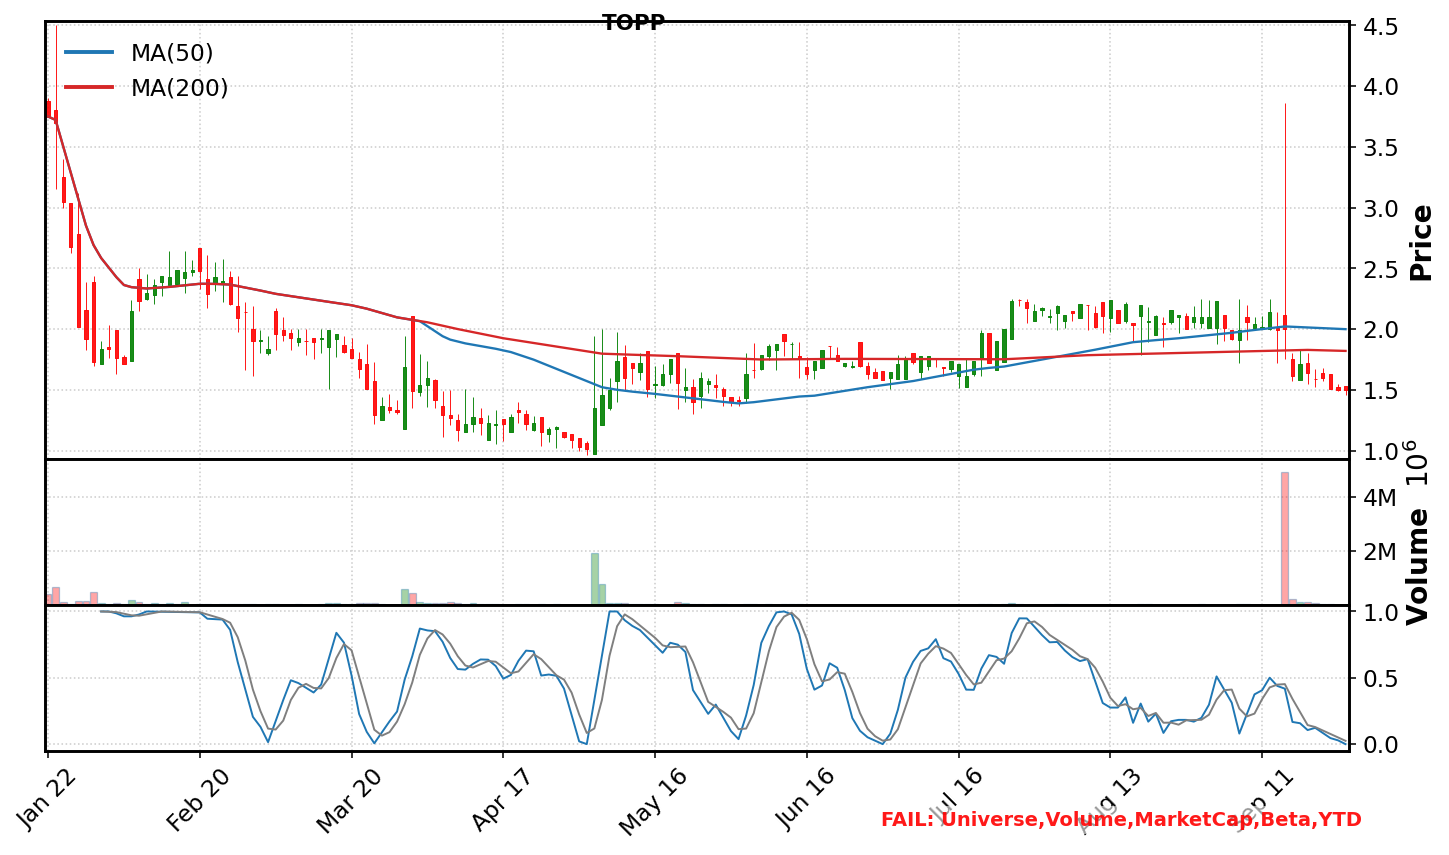 TOPP
MA(50)
MA(200)
4.5
4.0
3.5
3.0
2.5
2.0
1.5
1.0
Price
10^6
4M
2M
Volume
1.0
0.5
0.0
Jan 22
Feb 20
Mar 20
Apr 17
May 16
Jun 16
Jul 16
Aug 13
Sep 11
FAIL: Universe,Volume,MarketCap,Beta,YTD